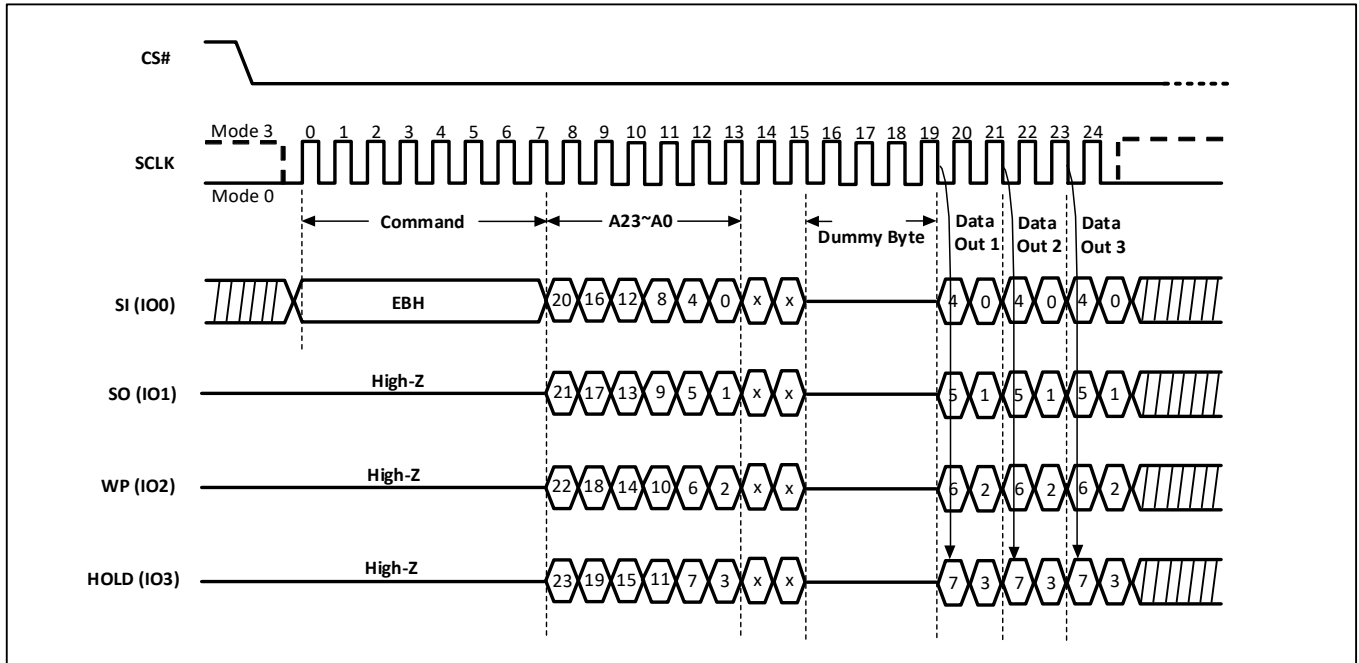 CS#
Mode 3 0 1 2 3 4 5 6 7 8 9 10 11 12 13 14 15 16 17 18 19 20 21 22 23 24
SCLK
Mode 0
Command A23~A0 Dummy Byte Data Out 1 Data Out 2 Data Out 3
SI (IO0) EBH 20 16 12 8 4 0 x x 4 0 4 0 4 0
High-Z
SO (IO1) 21 17 13 9 5 1 x x 5 1 5 1 5 1
High-Z
WP (IO2) 22 18 14 10 6 2 x x 6 2 6 2 6 2
High-Z
HOLD (IO3) 23 19 15 11 7 3 x x 7 3 7 3 7 3